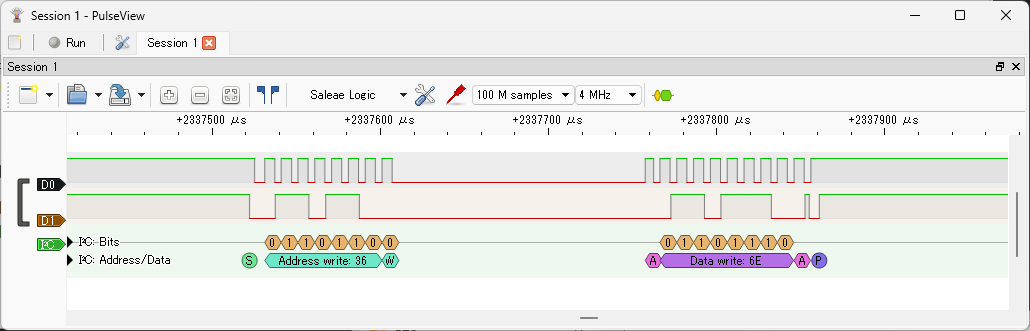 Session 1 - PulseView
Run
Session 1
Session 1
Saleae Logic
100 M samples
4 MHz
+2337500 μs +2337600 μs +2337700 μs +2337800 μs +2337900 μs
D0
D1
I²C
I²C: Bits 0 1 1 0 1 1 0 0 0 1 1 0 1 1 1 0
I²C: Address/Data S Address write: 36 W A Data write: 6E A P